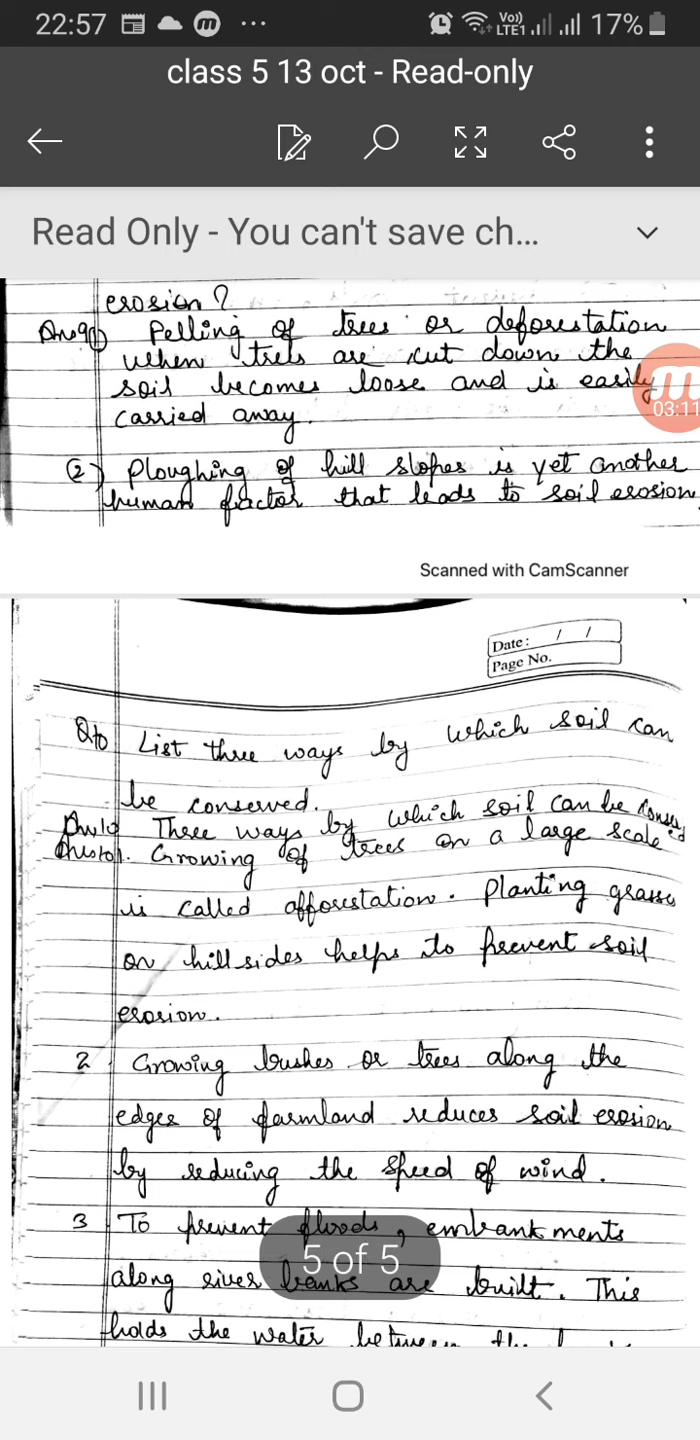 22:57 ... Vo)) LTE1 17%
class 5 13 oct - Read-only
Read Only - You can't save ch...
erosion?
Ans9(1) Felling of trees or deforestation
when trees are cut down the
soil becomes loose and is easily
03:11
carried away.
(2) Ploughing of hill slopes is yet another
human factor that leads to soil erosion.
Scanned with CamScanner
Date: / /
Page No.
Q10 List three ways by which soil can
be conserved.
Three ways by which soil can be
1. Growing of trees on a large scale
is called afforestation. Planting
on hill sides helps to prevent soil
erosion.
2 Growing bushes or trees along the
edges of farmland reduces soil erosion
by reducing the speed of wind.
3 To prevent floods, embrankments
5 of 5
along river banks are built. This
holds the water between the